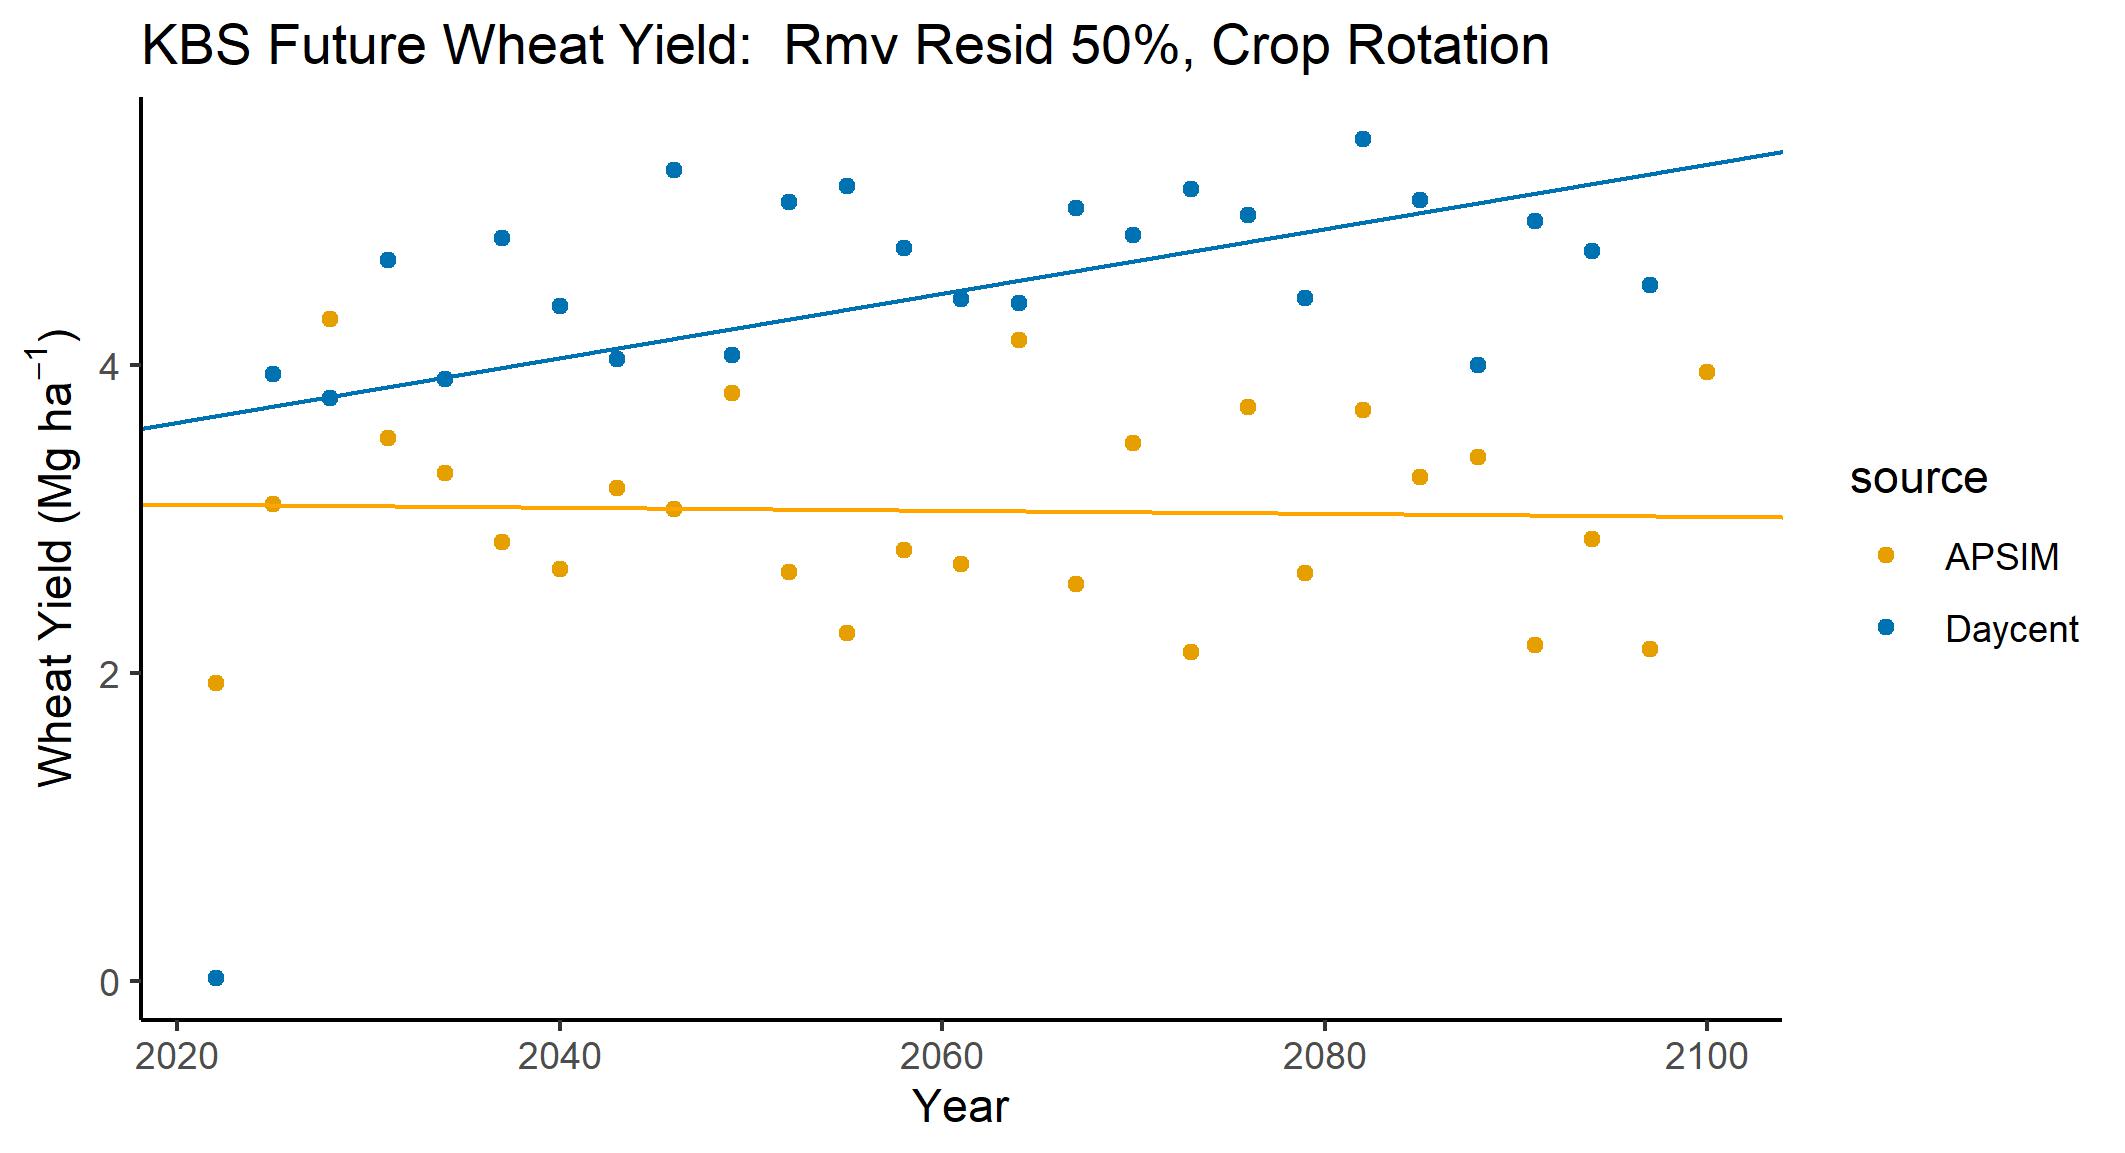 KBS Future Wheat Yield:  Rmv Resid 50%, Crop Rotation
Wheat Yield (Mg ha⁻¹)
4
2
0
2020 2040 2060 2080 2100
Year
source
APSIM
Daycent